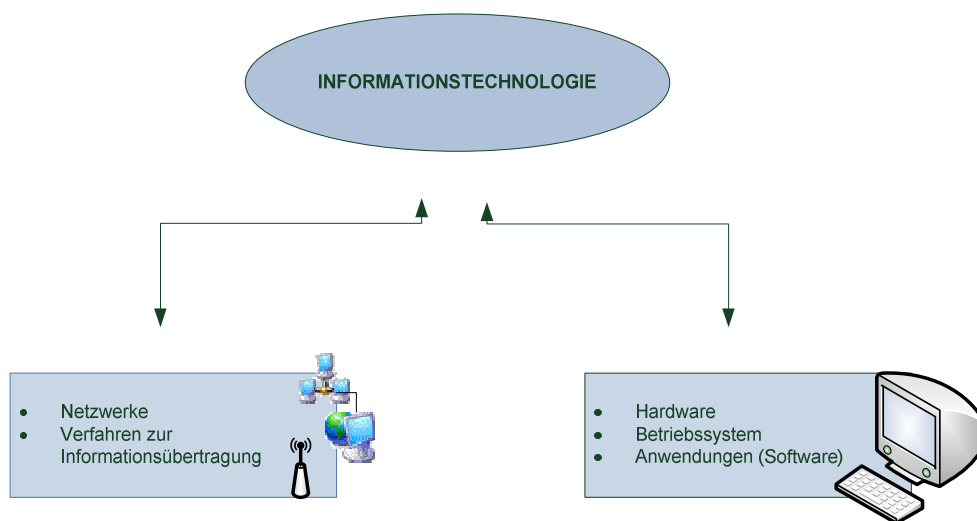 INFORMATIONSTECHNOLOGIE
• Netzwerke
• Verfahren zur
Informationsübertragung
• Hardware
• Betriebssystem
• Anwendungen (Software)